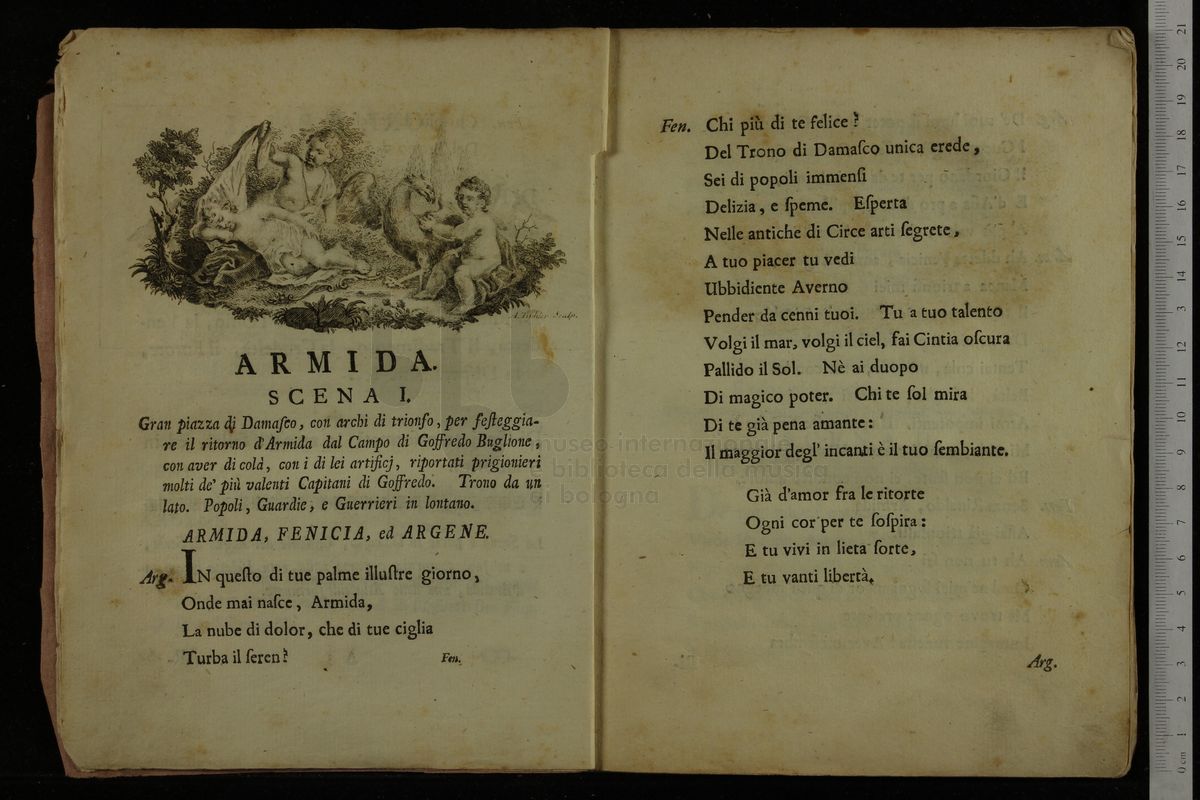 ARMIDA.
SCENA I.
Gran piazza di Damaſco, con archi di trionfo, per feſteggia-
re il ritorno d'Armida dal Campo di Goffredo Buglione,
con aver di colà, con i di lei artificj, riportati prigionieri
molti de' più valenti Capitani di Goffredo. Trono da un
lato. Popoli, Guardie, e Guerrieri in lontano.
ARMIDA, FENICIA, ed ARGENE.
Arg. IN queſto di tue palme illuſtre giorno,
Onde mai naſce, Armida,
La nube di dolor, che di tue ciglia
Turba il ſeren?
Fen.
Fen. Chi più di te felice?
Del Trono di Damaſco unica erede,
Sei di popoli immenſi
Delizia, e ſpeme. Eſperta
Nelle antiche di Circe arti ſegrete,
A tuo piacer tu vedi
Ubbidiente Averno
Pender da cenni tuoi. Tu a tuo talento
Volgi il mar, volgi il ciel, fai Cintia oſcura
Pallido il Sol. Nè ai duopo
Di magico poter. Chi te ſol mira
Di te già pena amante:
Il maggior degl' incanti è il tuo ſembiante.
Già d'amor fra le ritorte
Ogni cor per te ſoſpira:
E tu vivi in lieta ſorte,
E tu vanti libertà.
Arg.
museo internazionale
biblioteca della musica
di bologna